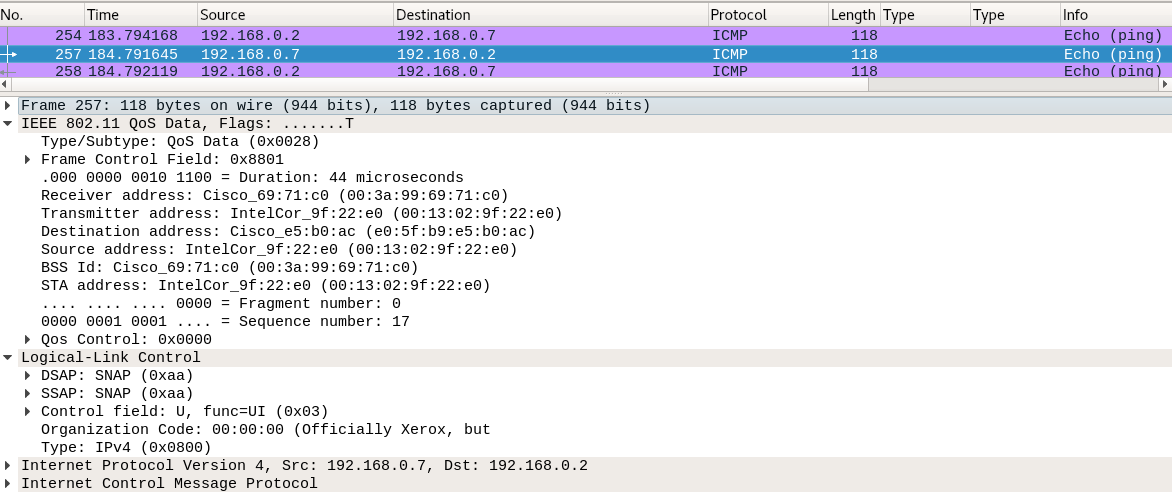 No. Time Source Destination Protocol Length Type Type Info
254 183.794168 192.168.0.2 192.168.0.7 ICMP 118 Echo (ping)
257 184.791645 192.168.0.7 192.168.0.2 ICMP 118 Echo (ping)
258 184.792119 192.168.0.2 192.168.0.7 ICMP 118 Echo (ping)
Frame 257: 118 bytes on wire (944 bits), 118 bytes captured (944 bits)
IEEE 802.11 QoS Data, Flags: .......T
Type/Subtype: QoS Data (0x0028)
Frame Control Field: 0x8801
.000 0000 0010 1100 = Duration: 44 microseconds
Receiver address: Cisco_69:71:c0 (00:3a:99:69:71:c0)
Transmitter address: IntelCor_9f:22:e0 (00:13:02:9f:22:e0)
Destination address: Cisco_e5:b0:ac (e0:5f:b9:e5:b0:ac)
Source address: IntelCor_9f:22:e0 (00:13:02:9f:22:e0)
BSS Id: Cisco_69:71:c0 (00:3a:99:69:71:c0)
STA address: IntelCor_9f:22:e0 (00:13:02:9f:22:e0)
.... .... .... 0000 = Fragment number: 0
0000 0001 0001 .... = Sequence number: 17
Qos Control: 0x0000
Logical-Link Control
DSAP: SNAP (0xaa)
SSAP: SNAP (0xaa)
Control field: U, func=UI (0x03)
Organization Code: 00:00:00 (Officially Xerox, but
Type: IPv4 (0x0800)
Internet Protocol Version 4, Src: 192.168.0.7, Dst: 192.168.0.2
Internet Control Message Protocol